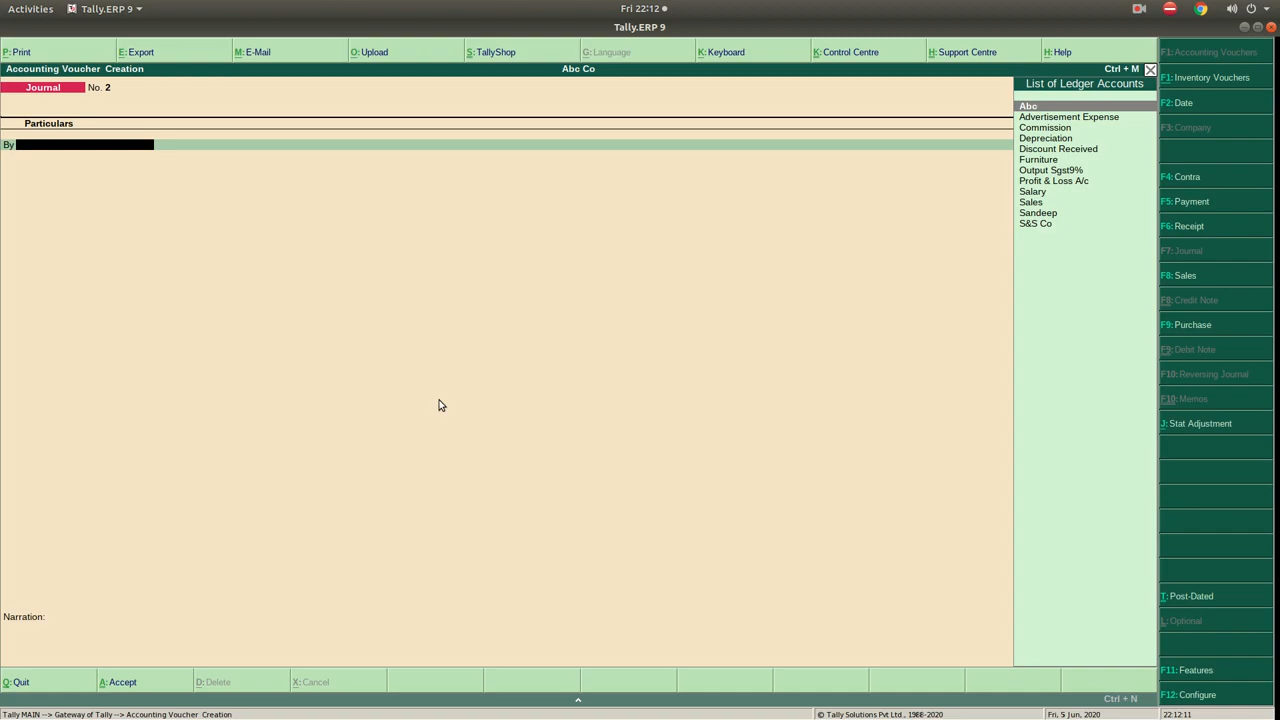 Activities Tally.ERP 9 Fri 22:12
Tally.ERP 9
P: Print E: Export M: E-Mail O: Upload S: TallyShop G: Language K: Keyboard K: Control Centre H: Support Centre H: Help
Accounting Voucher Creation Abc Co Ctrl + M
Journal No. 2
Particulars
By
List of Ledger Accounts
Abc
Advertisement Expense
Commission
Depreciation
Discount Received
Furniture
Output Sgst9%
Profit & Loss A/c
Salary
Sales
Sandeep
S&S Co
F1: Accounting Vouchers
F1: Inventory Vouchers
F2: Date
F3: Company
F4: Contra
F5: Payment
F6: Receipt
F7: Journal
F8: Sales
F8: Credit Note
F9: Purchase
F9: Debit Note
F10: Reversing Journal
F10: Memos
J: Stat Adjustment
T: Post-Dated
L: Optional
F11: Features
F12: Configure
Narration:
Q: Quit A: Accept D: Delete X: Cancel
Ctrl + N
Tally MAIN --> Gateway of Tally --> Accounting Voucher Creation © Tally Solutions Pvt Ltd., 1988-2020 Fri, 5 Jun, 2020 22:12:11